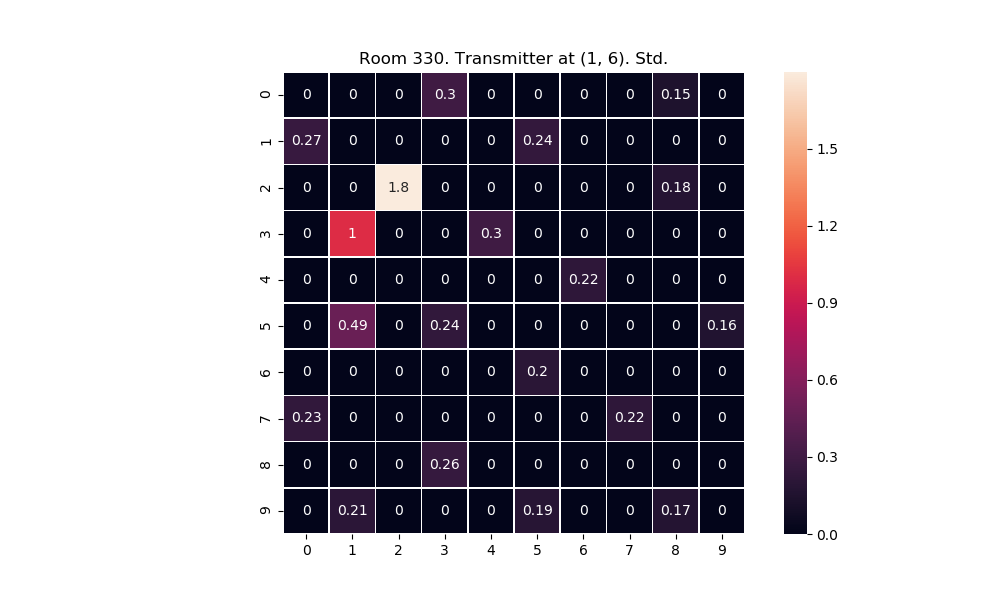 Room 330. Transmitter at (1, 6). Std.
0 0 0 0 0.3 0 0 0 0 0.15 0
1 0.27 0 0 0 0 0.24 0 0 0 0
1.5
2 0 0 1.8 0 0 0 0 0 0.18 0
1.2
3 0 1 0 0 0.3 0 0 0 0 0
4 0 0 0 0 0 0 0.22 0 0 0
0.9
5 0 0.49 0 0.24 0 0 0 0 0 0.16
6 0 0 0 0 0 0.2 0 0 0 0
0.6
7 0.23 0 0 0 0 0 0 0.22 0 0
8 0 0 0 0.26 0 0 0 0 0 0
0.3
9 0 0.21 0 0 0 0.19 0 0 0.17 0
0.0
0 1 2 3 4 5 6 7 8 9